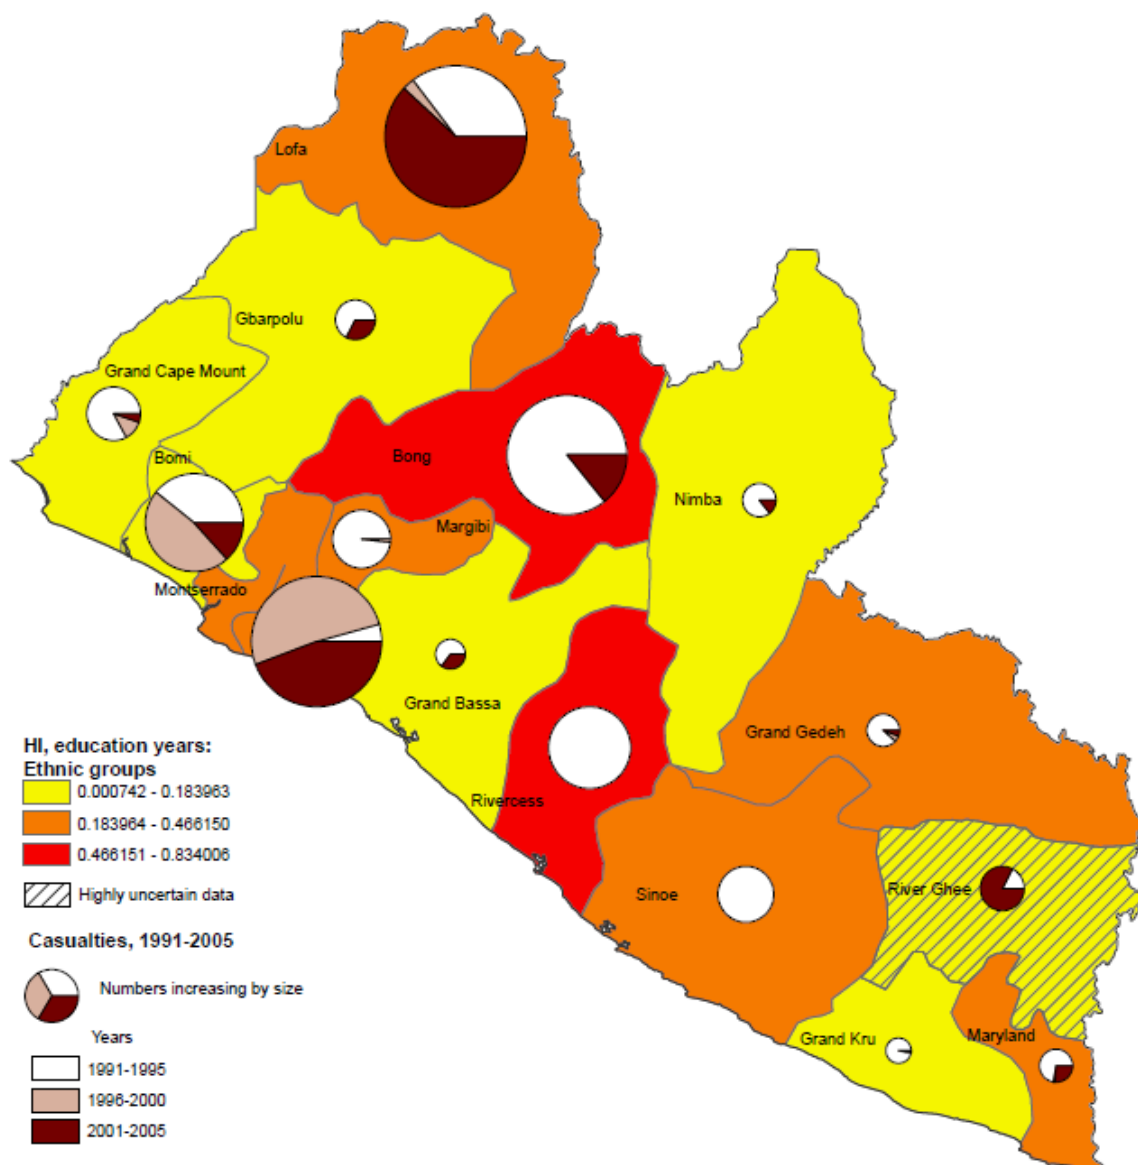 Lofa
Gbarpolu
Grand Cape Mount
Bomi
Bong
Nimba
Margibi
Montserrado
Grand Bassa
Grand Gedeh
Rivercess
Sinoe
River Ghee
Grand Kru
Maryland
HI, education years:
Ethnic groups
0.000742 - 0.183963
0.183964 - 0.466150
0.466151 - 0.834006
Highly uncertain data
Casualties, 1991-2005
Numbers increasing by size
Years
1991-1995
1996-2000
2001-2005